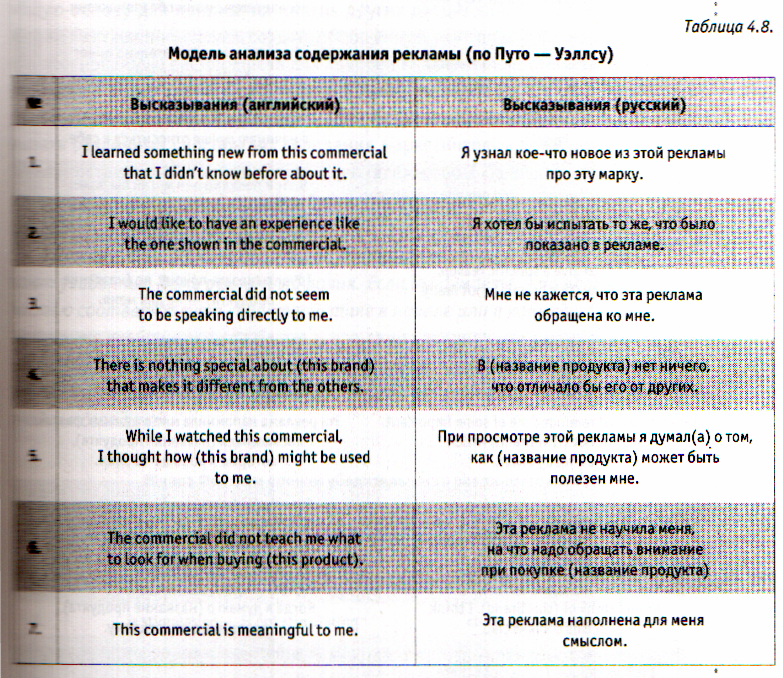 Таблица 4.8.
Модель анализа содержания рекламы (по Путо — Уэллсу)
№ Высказывания (английский) Высказывания (русский)
1. I learned something new from this commercial
that I didn't know before about it.
Я узнал кое-что новое из этой рекламы
про эту марку.
2. I would like to have an experience like
the one shown in the commercial.
Я хотел бы испытать то же, что было
показано в рекламе.
3. The commercial did not seem
to be speaking directly to me.
Мне не кажется, что эта реклама
обращена ко мне.
4. There is nothing special about (this brand)
that makes it different from the others.
В (название продукта) нет ничего,
что отличало бы его от других.
5. While I watched this commercial,
I thought how (this brand) might be used
to me.
При просмотре этой рекламы я думал(а) о том,
как (название продукта) может быть
полезен мне.
6. The commercial did not teach me what
to look for when buying (this product).
Эта реклама не научила меня,
на что надо обращать внимание
при покупке (название продукта)
7. This commercial is meaningful to me.
Эта реклама наполнена для меня
смыслом.